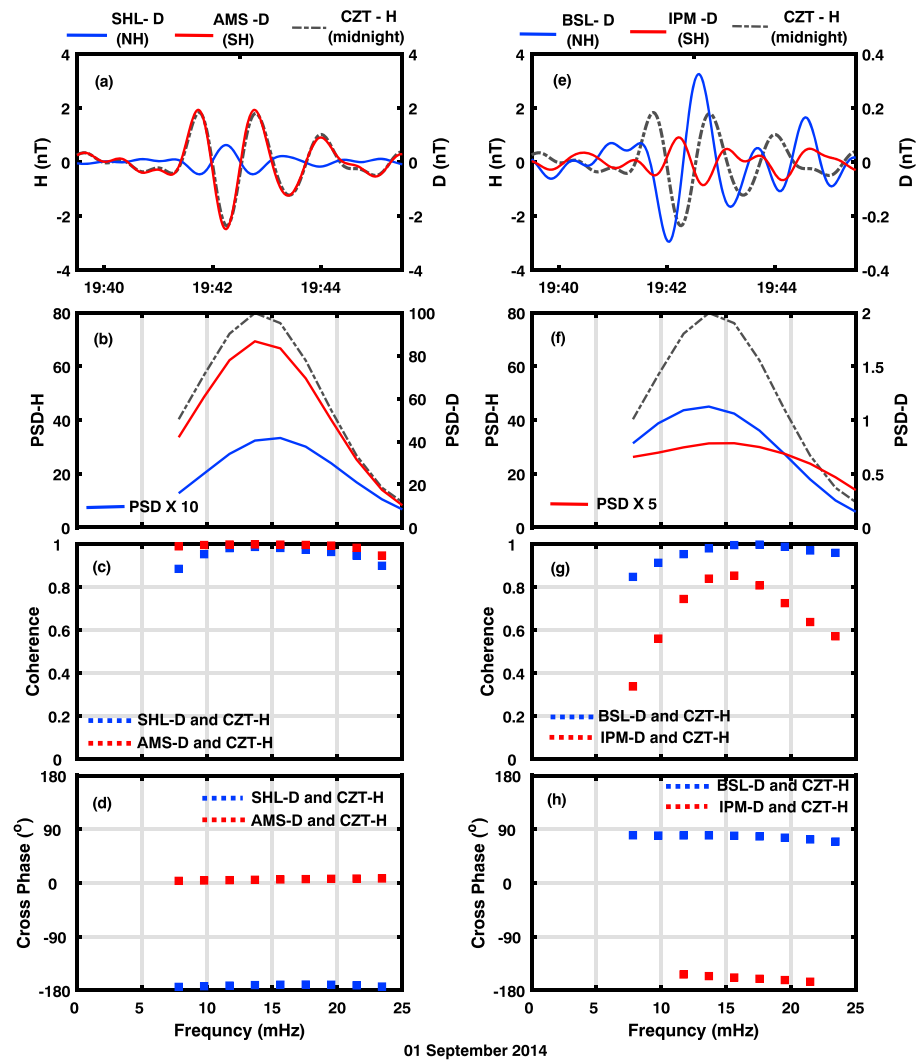 SHL- D AMS -D CZT - H
(NH) (SH) (midnight)
BSL- D IPM -D CZT - H
(NH) (SH) (midnight)
(a)
4
2
0
-2
-4
H (nT)
D (nT)
19:40 19:42 19:44
(e)
4
2
0
-2
-4
H (nT)
0.4
0.2
0.0
-0.2
-0.4
D (nT)
19:40 19:42 19:44
(b)
80
60
40
20
0
PSD-H
100
80
60
40
20
0
PSD-D
PSD X 10
(f)
80
60
40
20
0
PSD-H
2
1.5
1
0.5
0
PSD-D
PSD X 5
(c)
1
0.8
0.6
0.4
0.2
0
Coherence
SHL-D and CZT-H
AMS-D and CZT-H
(g)
1
0.8
0.6
0.4
0.2
0
Coherence
BSL-D and CZT-H
IPM-D and CZT-H
(d)
180
90
0
-90
-180
Cross Phase (o)
SHL-D and CZT-H
AMS-D and CZT-H
5 10 15 20 25
Frequncy (mHz)
(h)
180
90
0
-90
-180
Cross Phase (o)
BSL-D and CZT-H
IPM-D and CZT-H
0 5 10 15 20 25
Frequncy (mHz)
01 September 2014